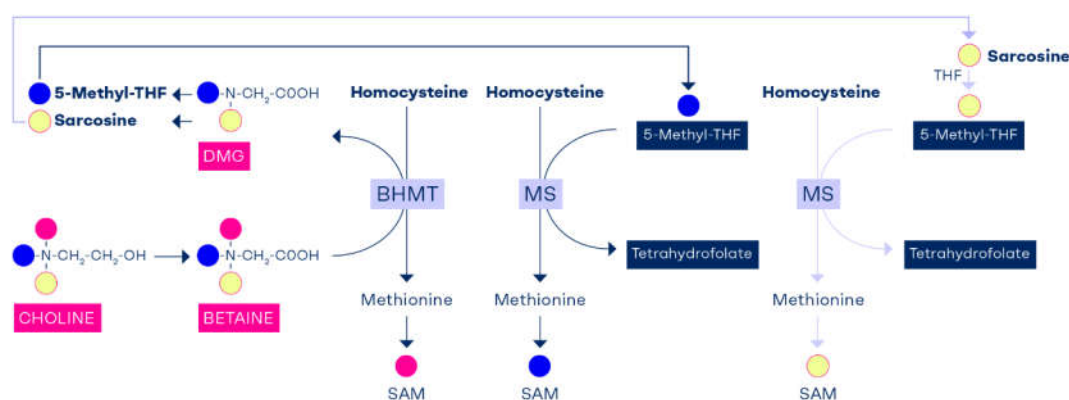 Sarcosine
THF
5-Methyl-THF
5-Methyl-THF
Sarcosine
N-CH₂-COOH
DMG
Homocysteine
Homocysteine
5-Methyl-THF
Homocysteine
BHMT
MS
MS
N-CH₂-CH₂-OH
CHOLINE
N-CH₂-COOH
BETAINE
Tetrahydrofolate
Tetrahydrofolate
Methionine
Methionine
Methionine
SAM
SAM
SAM